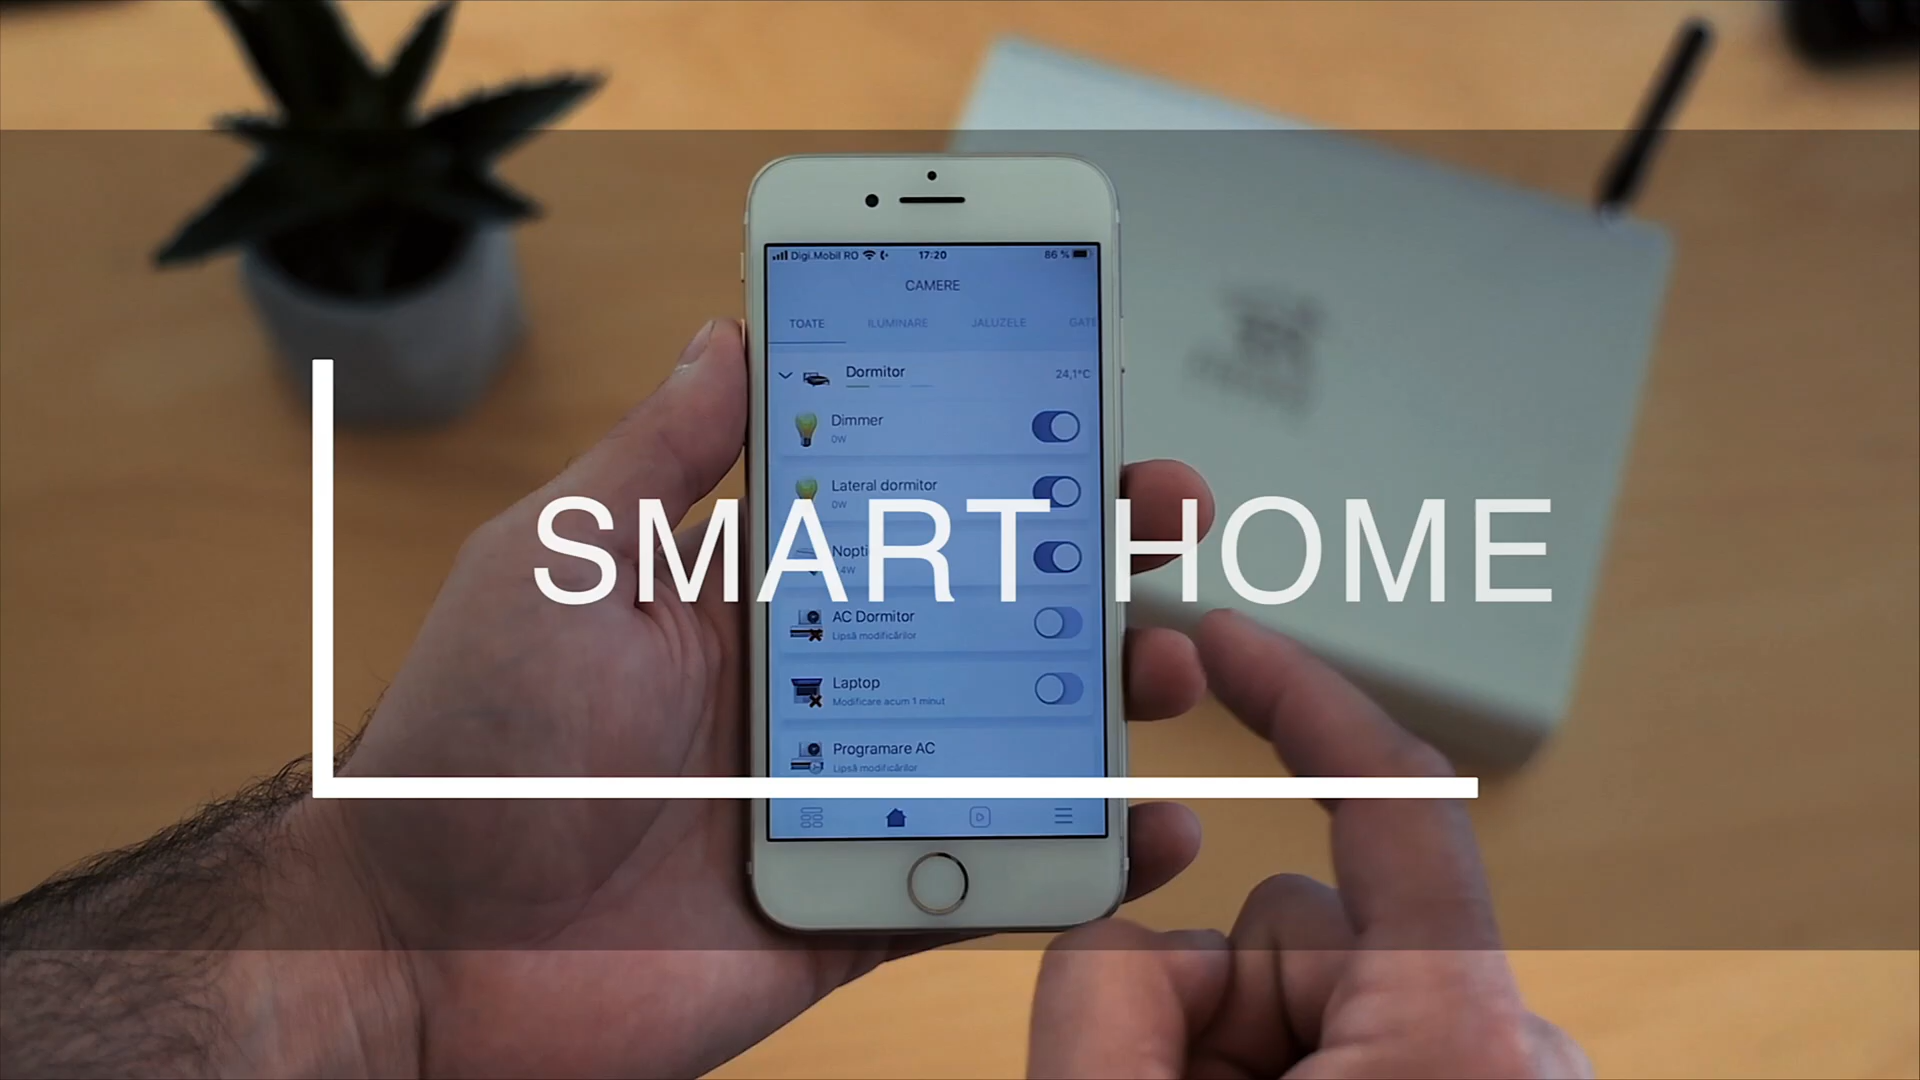 Digi.Mobil RO 17:20 86 %
CAMERE
TOATE ILUMINARE JALUZELE
Dormitor 24,1°C
Dimmer
0W
Lateral dormitor
0W
SMART HOME
AC Dormitor
Lipsă modificărilor
Laptop
Modificare acum 1 minut
Programare AC
Lipsă modificărilor